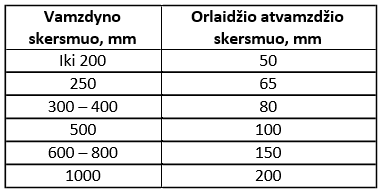 Vamzdyno skersmuo, mm	Orlaidžio atvamzdžio skersmuo, mm
Iki 200	50
250	65
300 – 400	80
500	100
600 – 800	150
1000	200